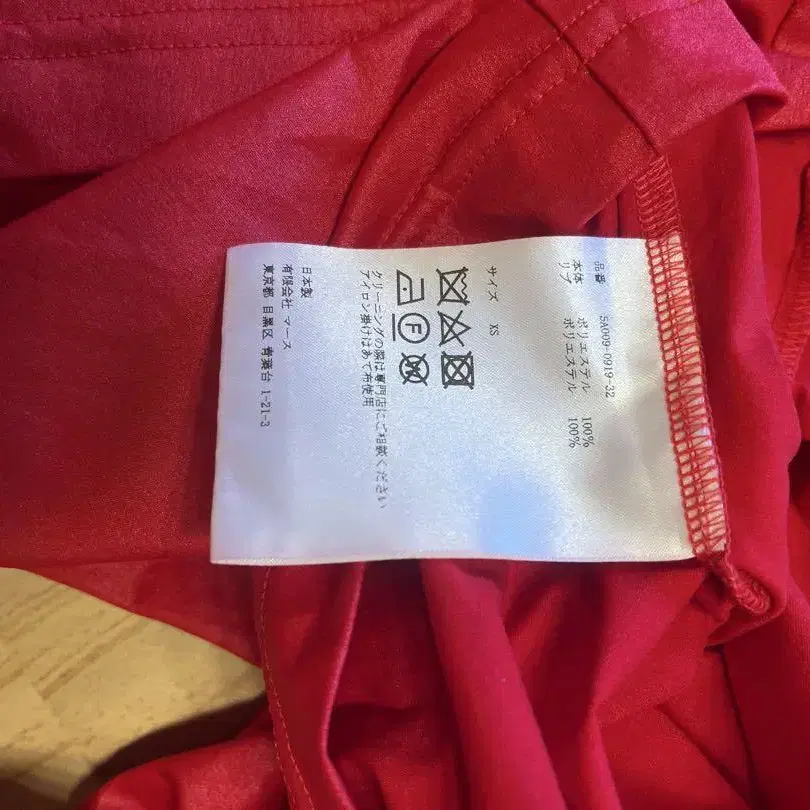 品番 SA009-0919-32
本体 ポリエステル 100%
リブ ポリエステル 100%
サイズ XS
F
W
クリーニングの際は専門店にご相談ください
アイロン掛けはあて布使用
日本製
有限会社 マース
東京都 目黒区 青葉台 1-21-3